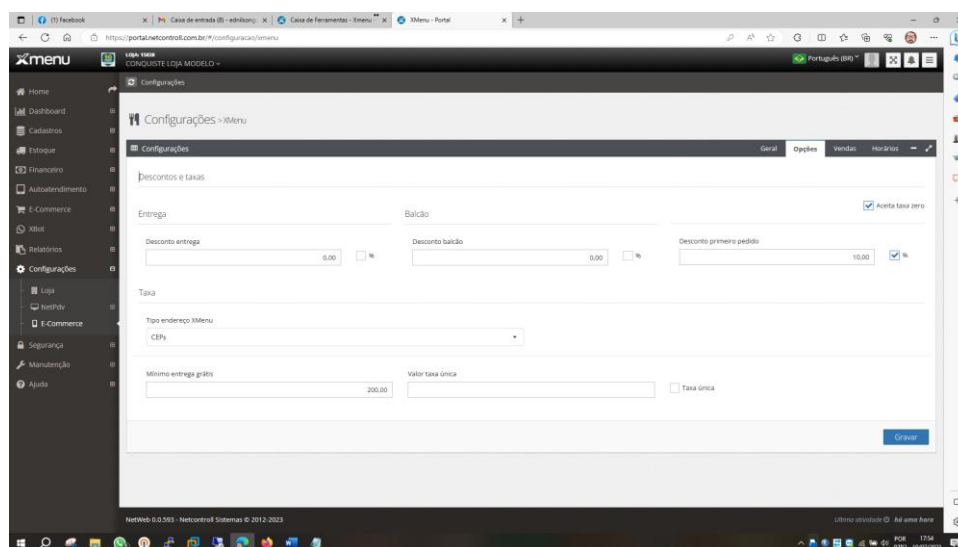 (1) Facebook
Caixa de entrada (8) - ednilsong
Caixa de Ferramentas - Xmenu
XMenu - Portal
https://portal.netcontroll.com.br/#/configuracao/xmenu
Xmenu
LOJA: 15828
CONQUISTE LOJA MODELO
Português (BR)
Home
Configurações
Dashboard
Cadastros
Estoque
Financeiro
Autoatendimento
E-Commerce
XBot
Relatórios
Configurações
Loja
NetPdv
E-Commerce
Segurança
Manutenção
Ajuda
Configurações > XMenu
Configurações
Geral Opções Vendas Horários
Descontos e taxas
Aceita taxa zero
Entrega
Balcão
Desconto entrega
Desconto balcão
Desconto primeiro pedido
0,00 %
0,00 %
10,00 %
Taxa
Tipo endereço XMenu
CEPs
Mínimo entrega grátis
Valor taxa única
200,00
Taxa única
Gravar
NetWeb 0.0.593 - Netcontroll Sistemas © 2012-2023
Última atividade há uma hora
POR
17:54